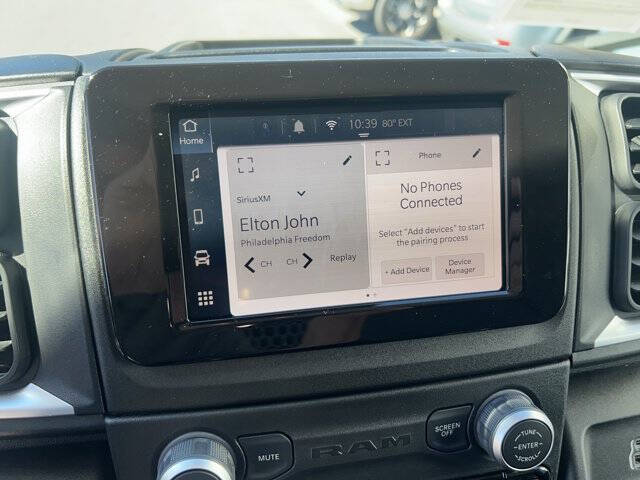 10:39 80° EXT
Home
Phone
SiriusXM
Elton John
Philadelphia Freedom
CH CH Replay
No Phones
Connected
Select "Add devices" to start
the pairing process
+ Add Device
Device
Manager
MUTE
RAM
SCREEN
OFF
TUNE
ENTER
SCROLL